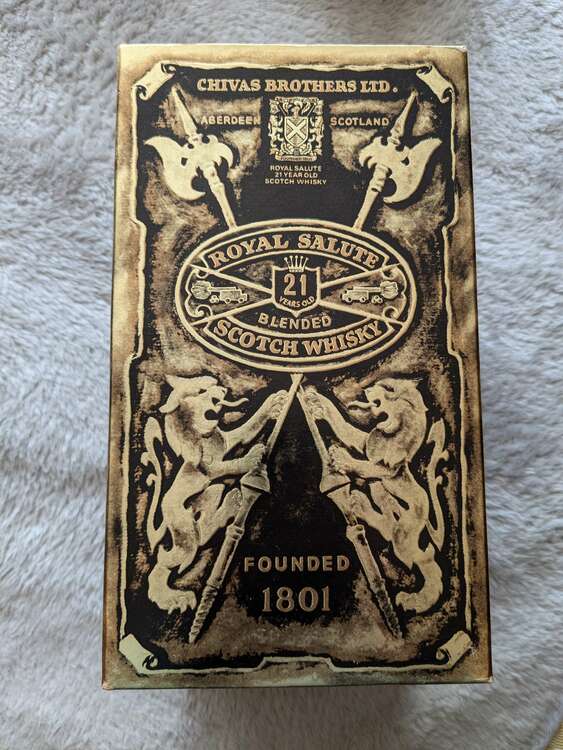 CHIVAS BROTHERS LTD.
ABERDEEN SCOTLAND
ROYAL SALUTE
21 YEAR OLD
SCOTCH WHISKY
ROYAL SALUTE
21
YEARS OLD
BLENDED
SCOTCH WHISKY
FOUNDED
1801